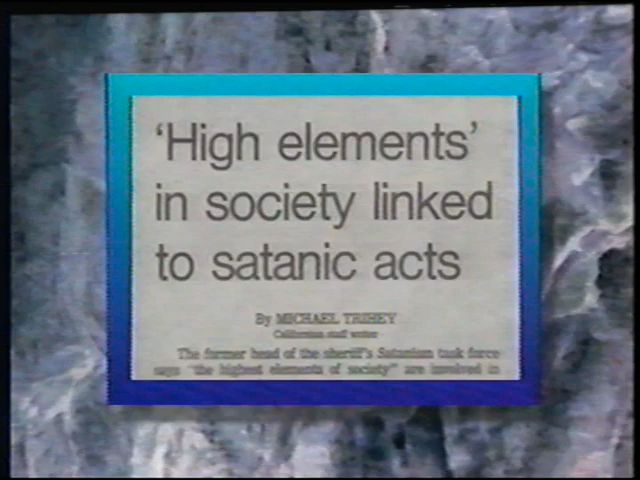 ‘High elements’
in society linked
to satanic acts
By MICHAEL TRIHEY
Californian staff writer
The former head of the sheriff's Satanism task force
says "the highest elements of society" are involved in